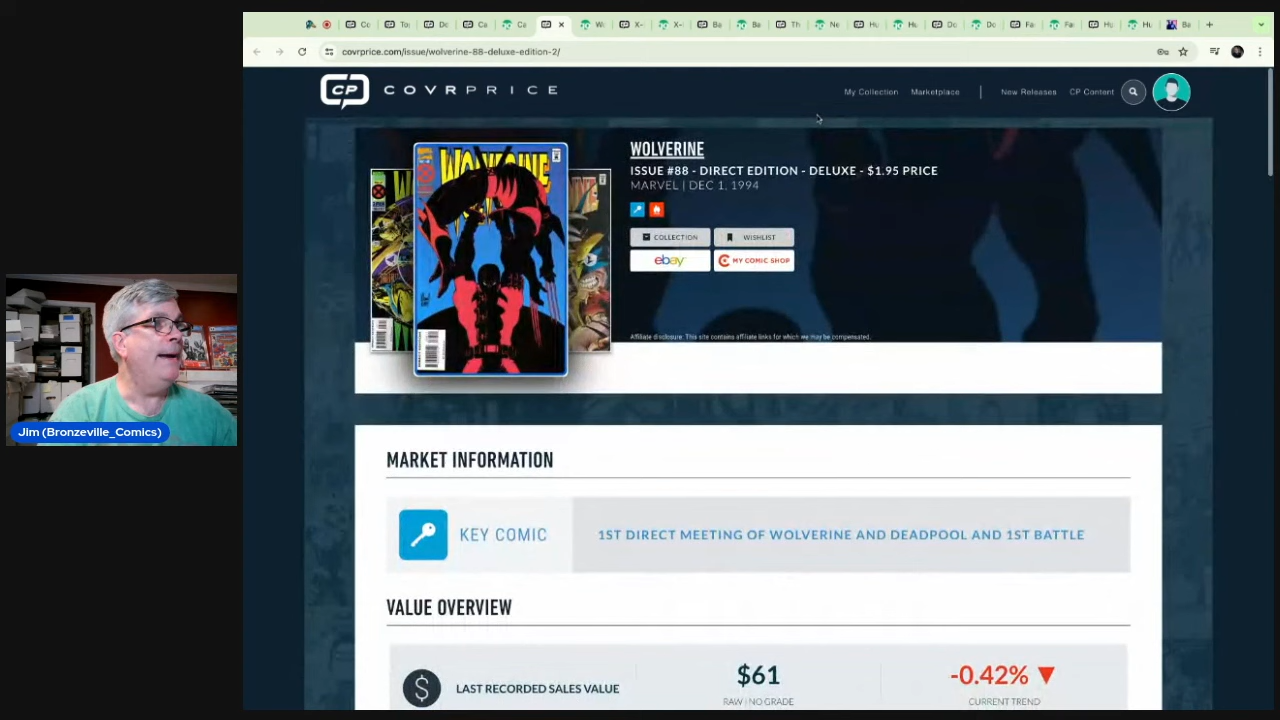 covrprice.com/issue/wolverine-88-deluxe-edition-2/
CP COVRPRICE
My Collection Marketplace | New Releases CP Content
WOLVERINE
WOLVERINE
ISSUE #88 - DIRECT EDITION - DELUXE - $1.95 PRICE
MARVEL | DEC 1, 1994
COLLECTION WISHLIST
ebay MY COMIC SHOP
Affiliate disclosure: This site contains affiliate links for which we may be compensated.
Jim (Bronzeville_Comics)
MARKET INFORMATION
KEY COMIC 1ST DIRECT MEETING OF WOLVERINE AND DEADPOOL AND 1ST BATTLE
VALUE OVERVIEW
$ LAST RECORDED SALES VALUE $61 -0.42% ▼
RAW | NO GRADE CURRENT TREND